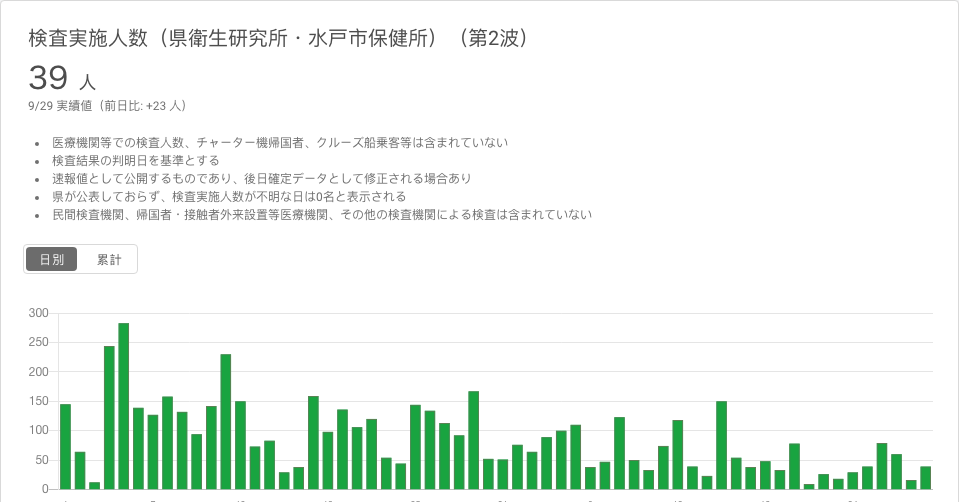 検査実施人数（県衛生研究所・水戸市保健所）（第2波）
39 人
9/29 実績値（前日比: +23 人）
医療機関等での検査人数、チャーター機帰国者、クルーズ船乗客等は含まれていない
検査結果の判明日を基準とする
速報値として公開するものであり、後日確定データとして修正される場合あり
県が公表しておらず、検査実施人数が不明な日は0名と表示される
民間検査機関、帰国者・接触者外来設置等医療機関、その他の検査機関による検査は含まれていない
日別 累計
300
250
200
150
100
50
0